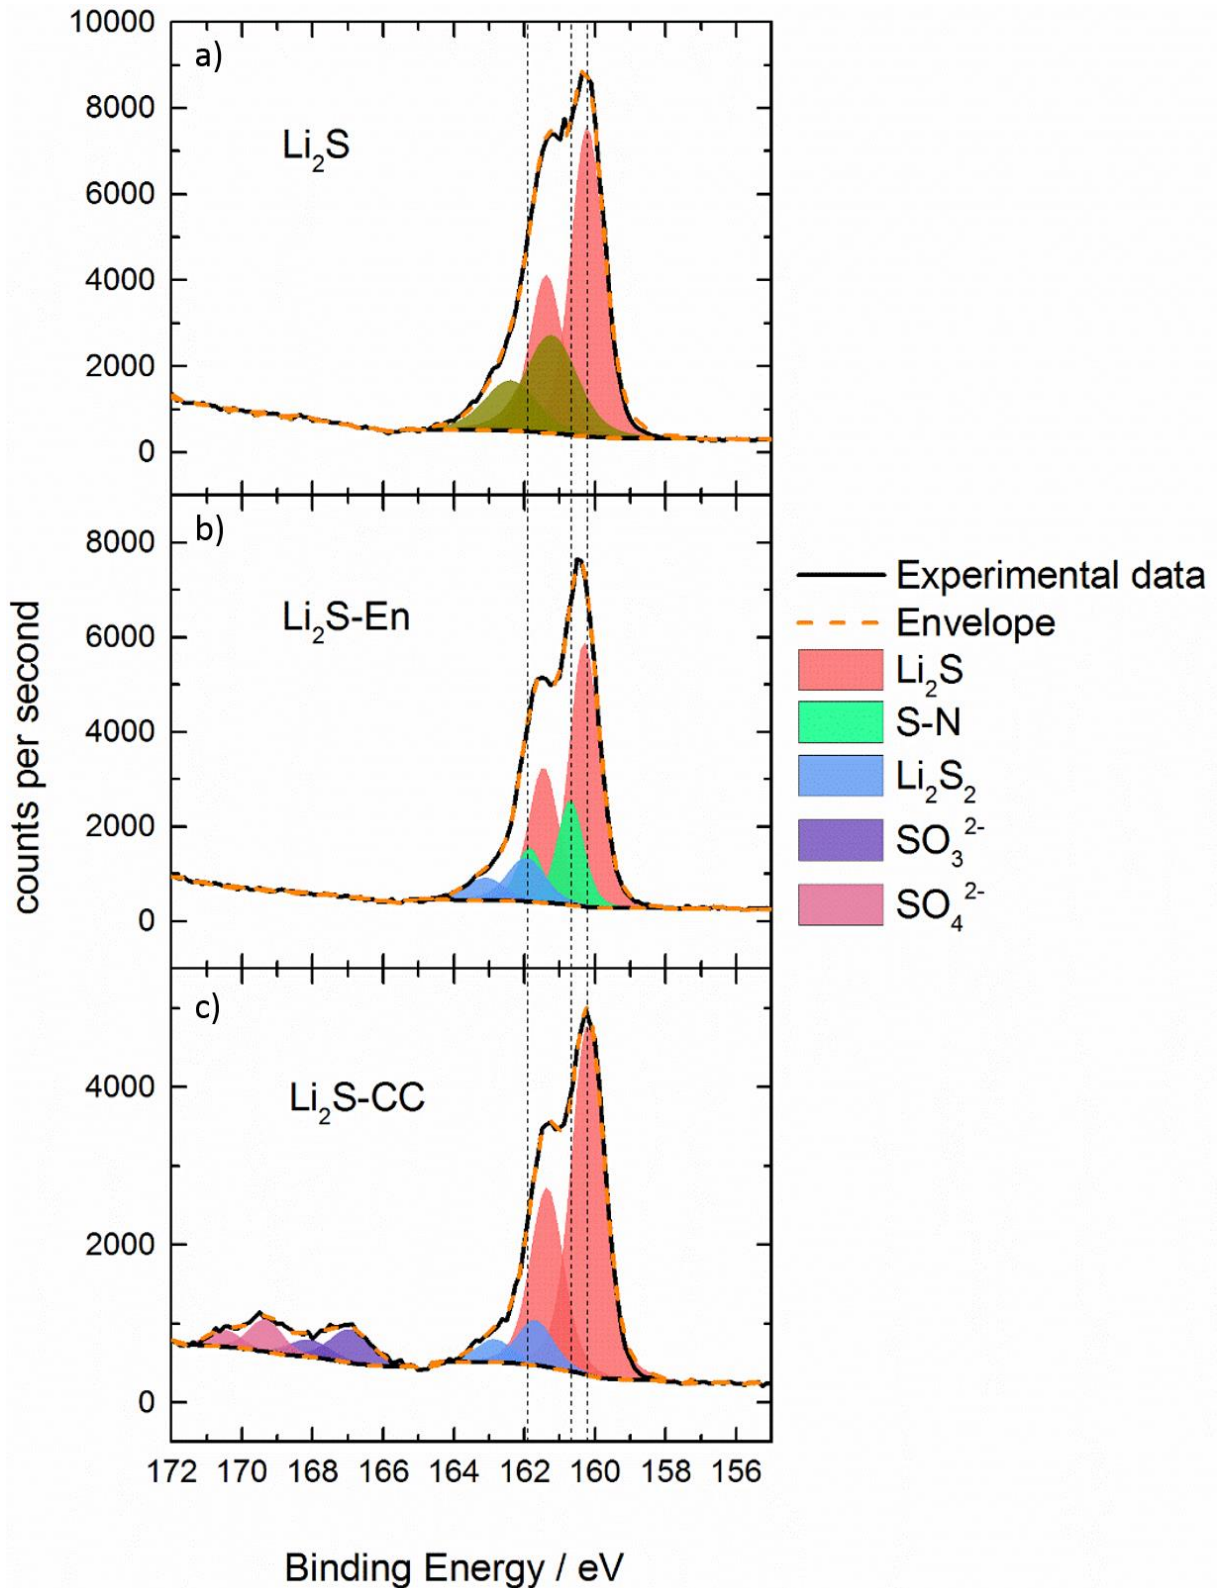 a)
Li₂S
10000
8000
6000
4000
2000
0
b)
Li₂S-En
8000
6000
4000
2000
0
c)
Li₂S-CC
4000
2000
0
172 170 168 166 164 162 160 158 156
Binding Energy / eV
counts per second
Experimental data
Envelope
Li₂S
S-N
Li₂S₂
SO₃²⁻
SO₄²⁻